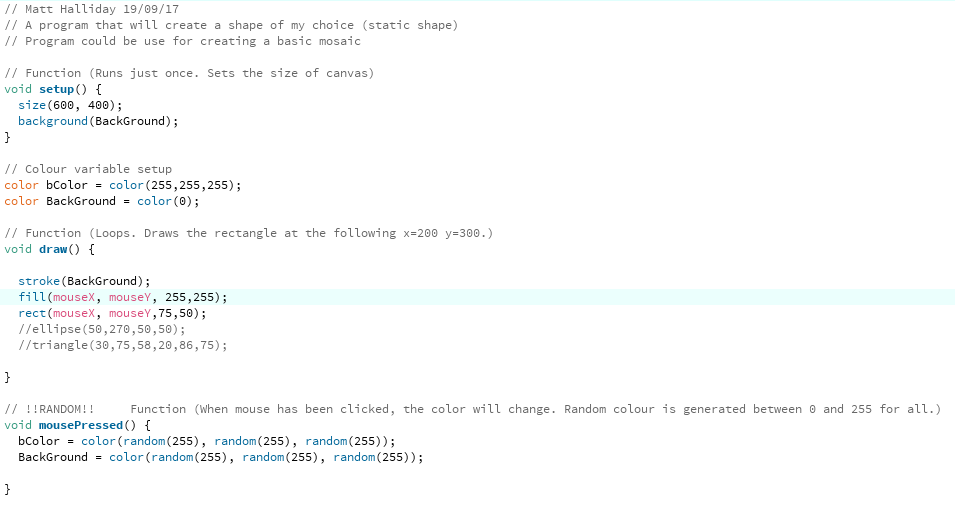 // Matt Halliday 19/09/17
// A program that will create a shape of my choice (static shape)
// Program could be use for creating a basic mosaic
// Function (Runs just once. Sets the size of canvas)
void setup() {
size(600, 400);
background(BackGround);
}
// Colour variable setup
color bColor = color(255,255,255);
color BackGround = color(0);
// Function (Loops. Draws the rectangle at the following x=200 y=300.)
void draw() {
stroke(BackGround);
fill(mouseX, mouseY, 255,255);
rect(mouseX, mouseY,75,50);
//ellipse(50,270,50,50);
//triangle(30,75,58,20,86,75);
}
// !!RANDOM!!     Function (When mouse has been clicked, the color will change. Random colour is generated between 0 and 255 for all.)
void mousePressed() {
bColor = color(random(255), random(255), random(255));
BackGround = color(random(255), random(255), random(255));
}